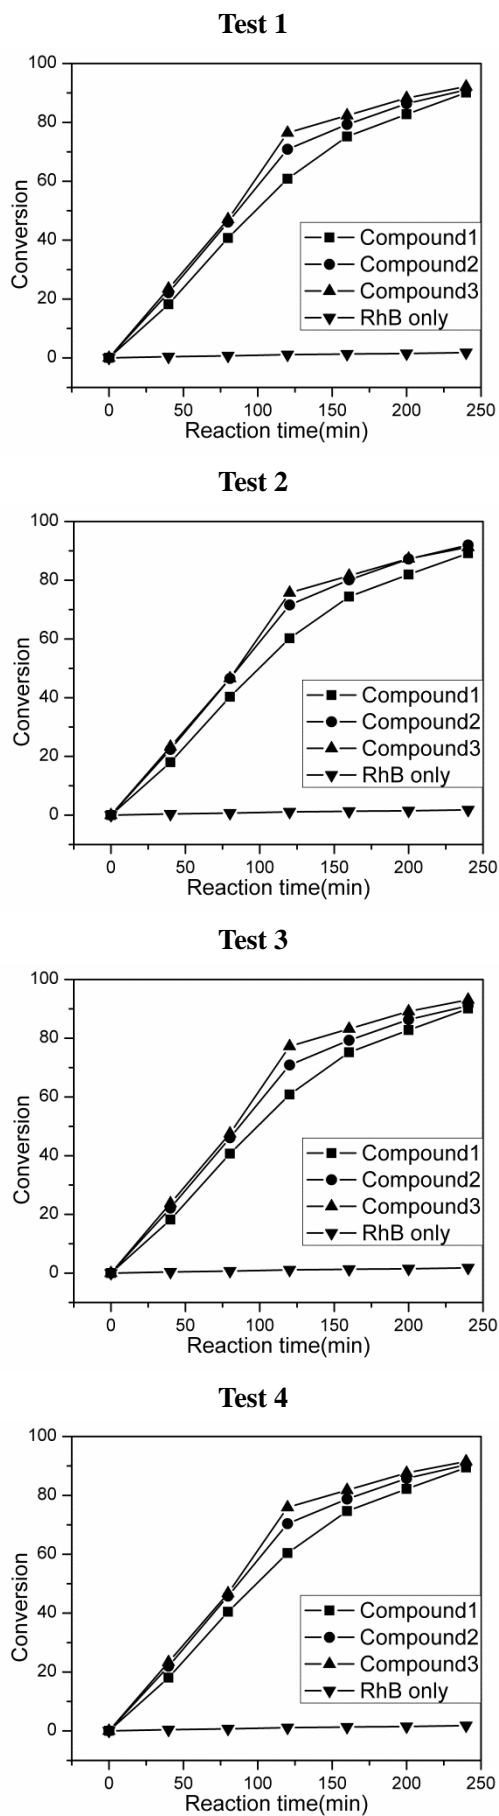 Test 1
100
80
60
40
20
0
Conversion
Compound1
Compound2
Compound3
RhB only
0 50 100 150 200 250
Reaction time(min)
Test 2
100
80
60
40
20
0
Conversion
Compound1
Compound2
Compound3
RhB only
0 50 100 150 200 250
Reaction time(min)
Test 3
100
80
60
40
20
0
Conversion
Compound1
Compound2
Compound3
RhB only
0 50 100 150 200 250
Reaction time(min)
Test 4
100
80
60
40
20
0
Conversion
Compound1
Compound2
Compound3
RhB only
0 50 100 150 200 250
Reaction time(min)